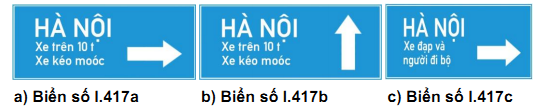 HÀ NỘI
Xe trên 10 t
Xe kéo moóc
HÀ NỘI
Xe trên 10 t
Xe kéo moóc
HÀ NỘI
Xe đạp và
người đi bộ
a) Biển số I.417a
b) Biển số I.417b
c) Biển số I.417c